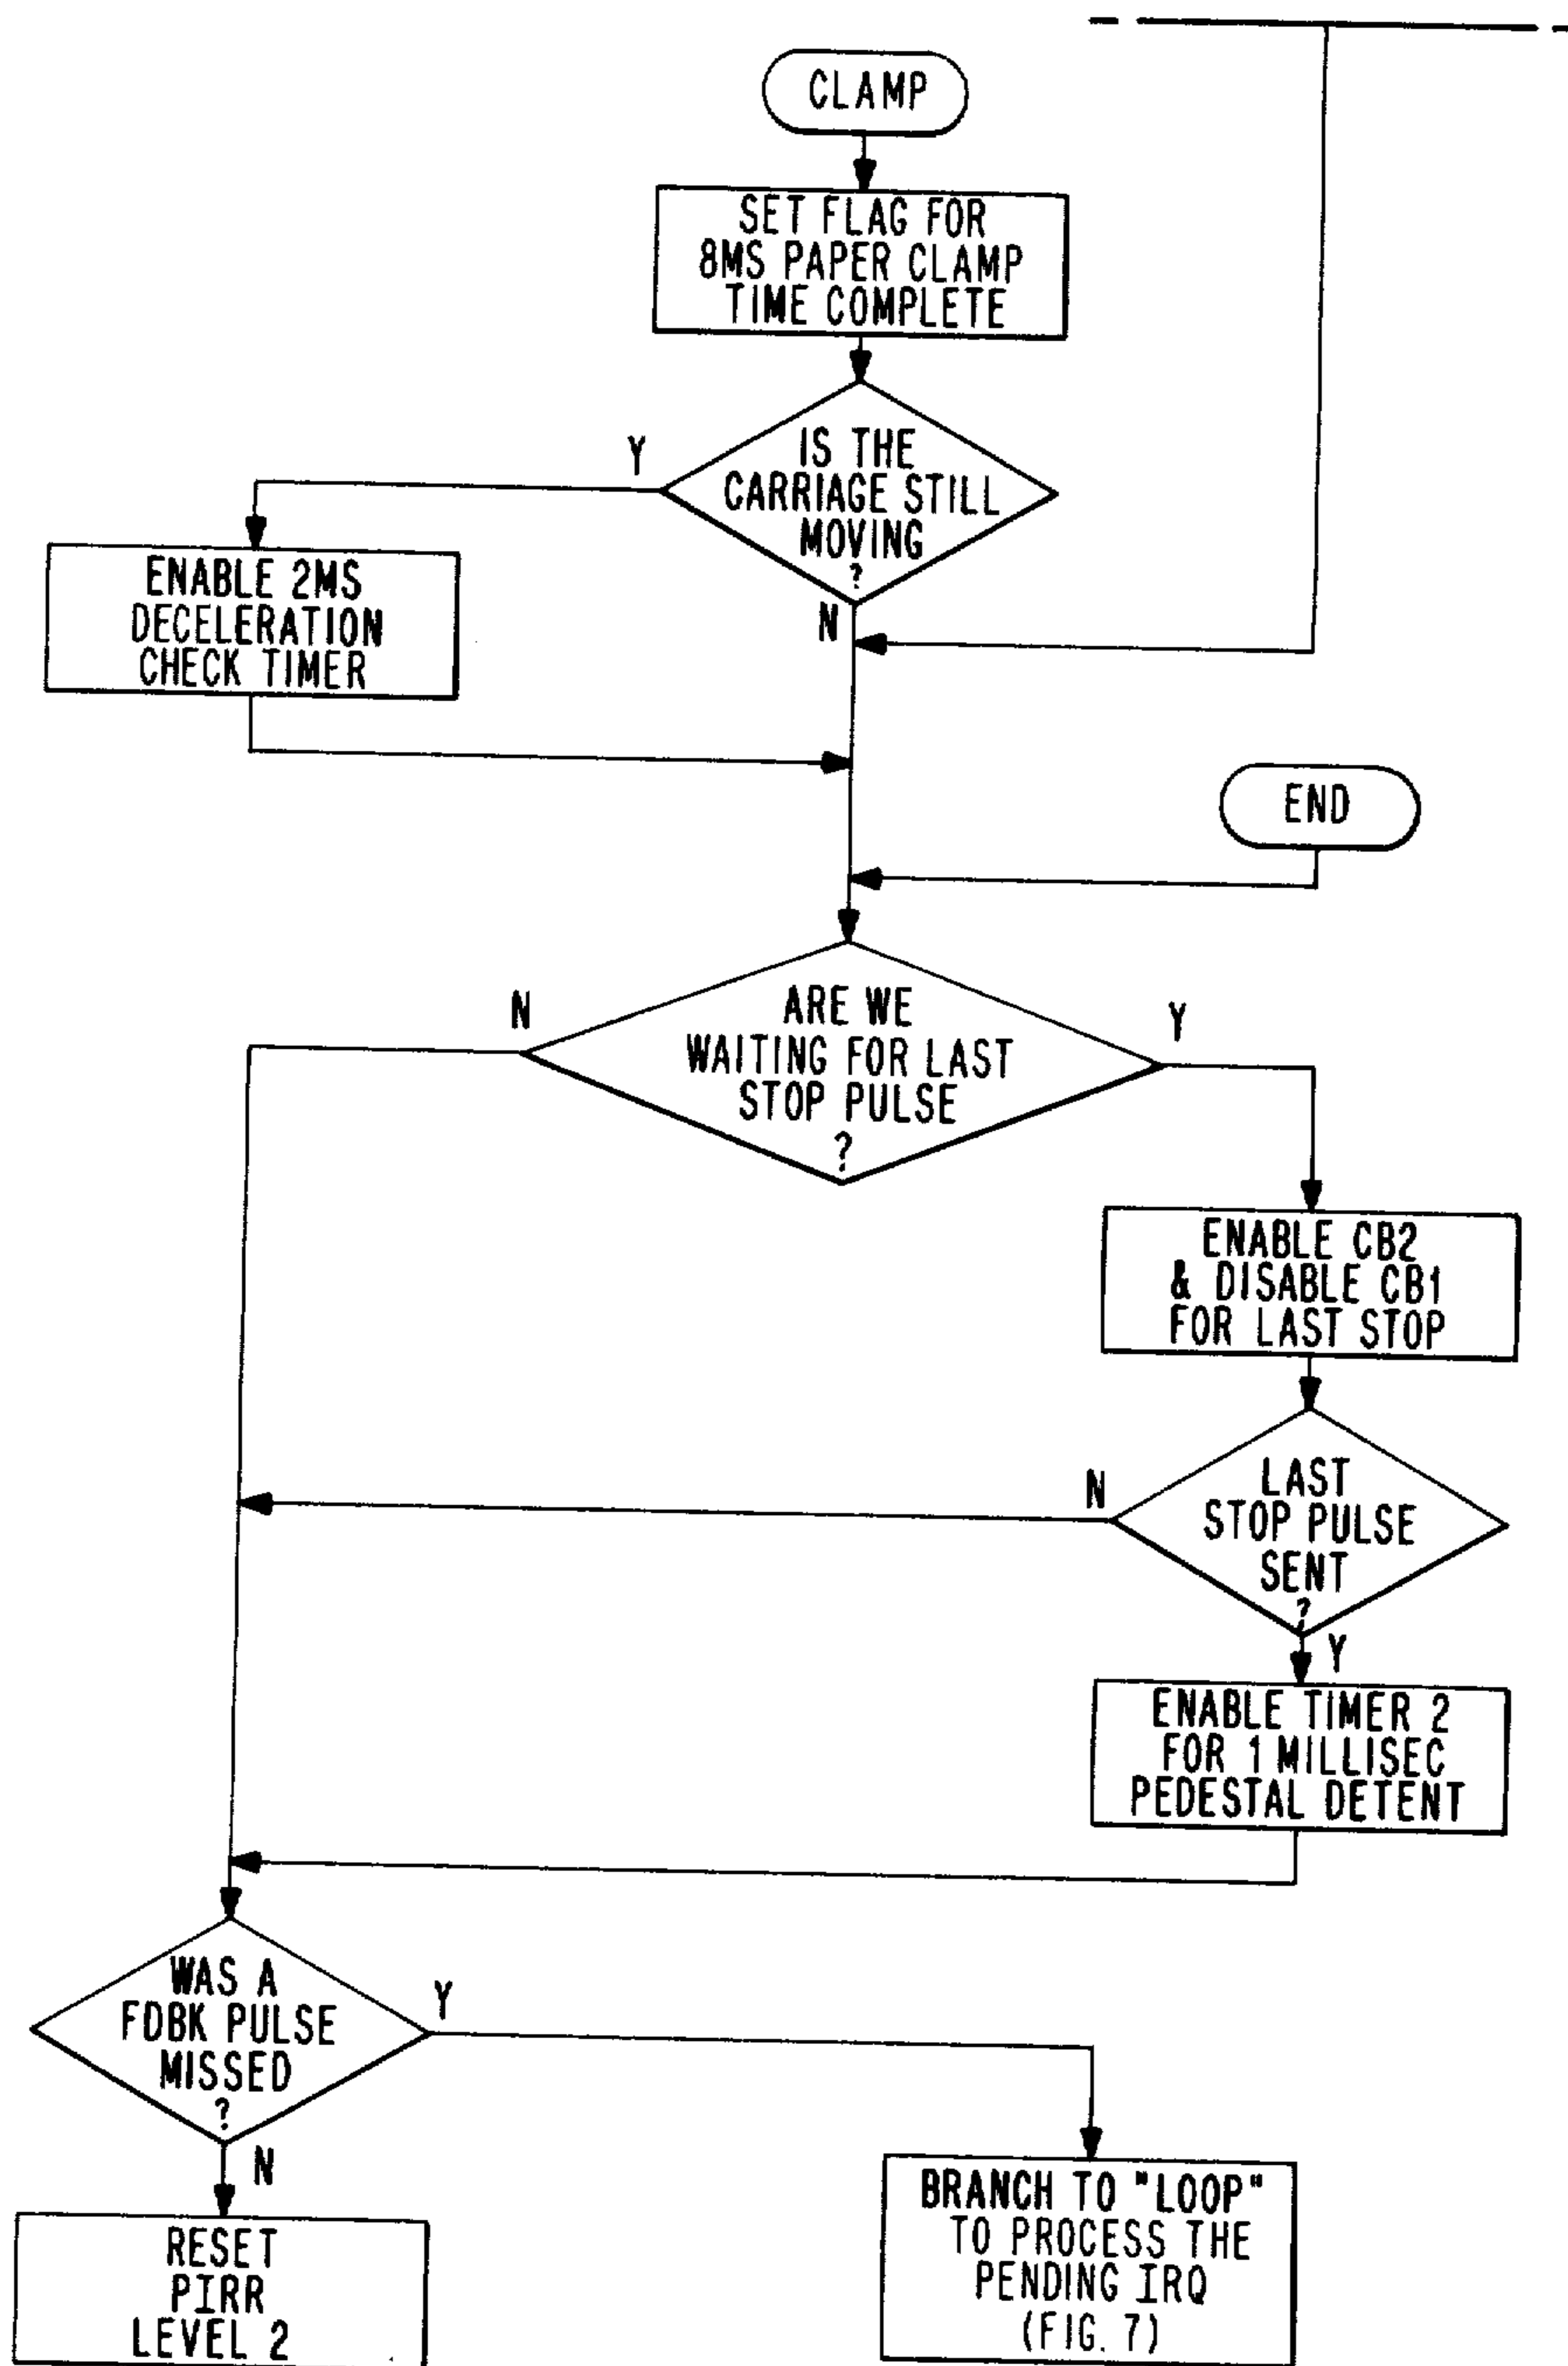 CLAMP
SET FLAG FOR
8MS PAPER CLAMP
TIME COMPLETE
IS THE
CARRIAGE STILL
MOVING
?
Y
N
ENABLE 2MS
DECELERATION
CHECK TIMER
END
ARE WE
WAITING FOR LAST
STOP PULSE
?
N
Y
ENABLE CB2
& DISABLE CB1
FOR LAST STOP
LAST
STOP PULSE
SENT
?
N
Y
ENABLE TIMER 2
FOR 1 MILLISEC
PEDESTAL DETENT
WAS A
FDBK PULSE
MISSED
?
Y
N
RESET
PIRR
LEVEL 2
BRANCH TO "LOOP"
TO PROCESS THE
PENDING IRQ
(FIG. 7)